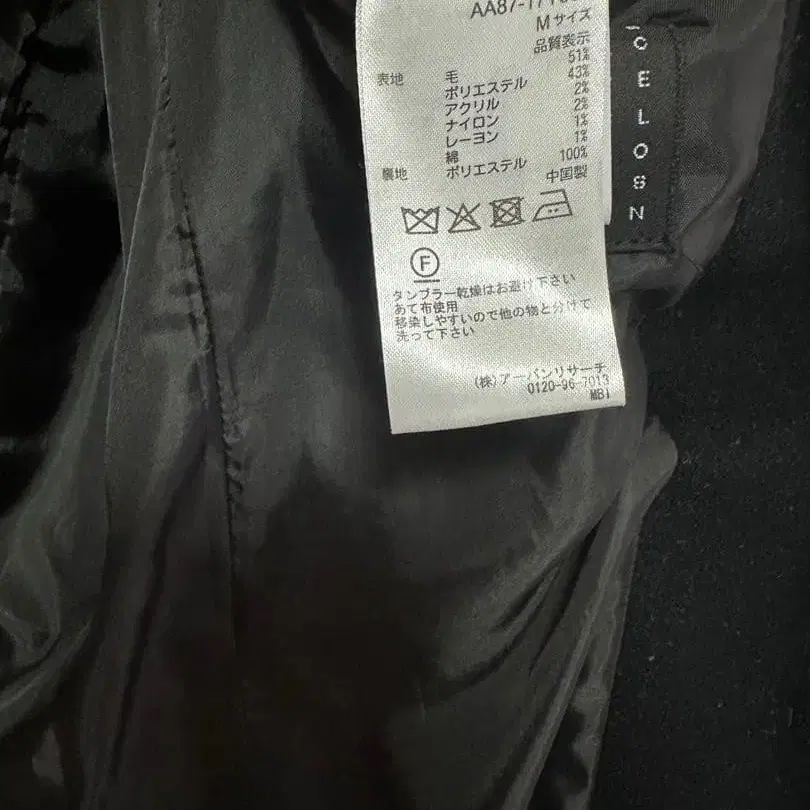 Mサイズ
品質表示
表地 毛 51%
ポリエステル 43%
アクリル 2%
ナイロン 2%
レーヨン 1%
綿 1%
裏地 ポリエステル 100%
中国製
F
タンブラー乾燥はお避け下さい
あて布使用
移染しやすいので他の物と分けて
洗って下さい
(株)アーバンリサーチ
0120-96-7013
MBI